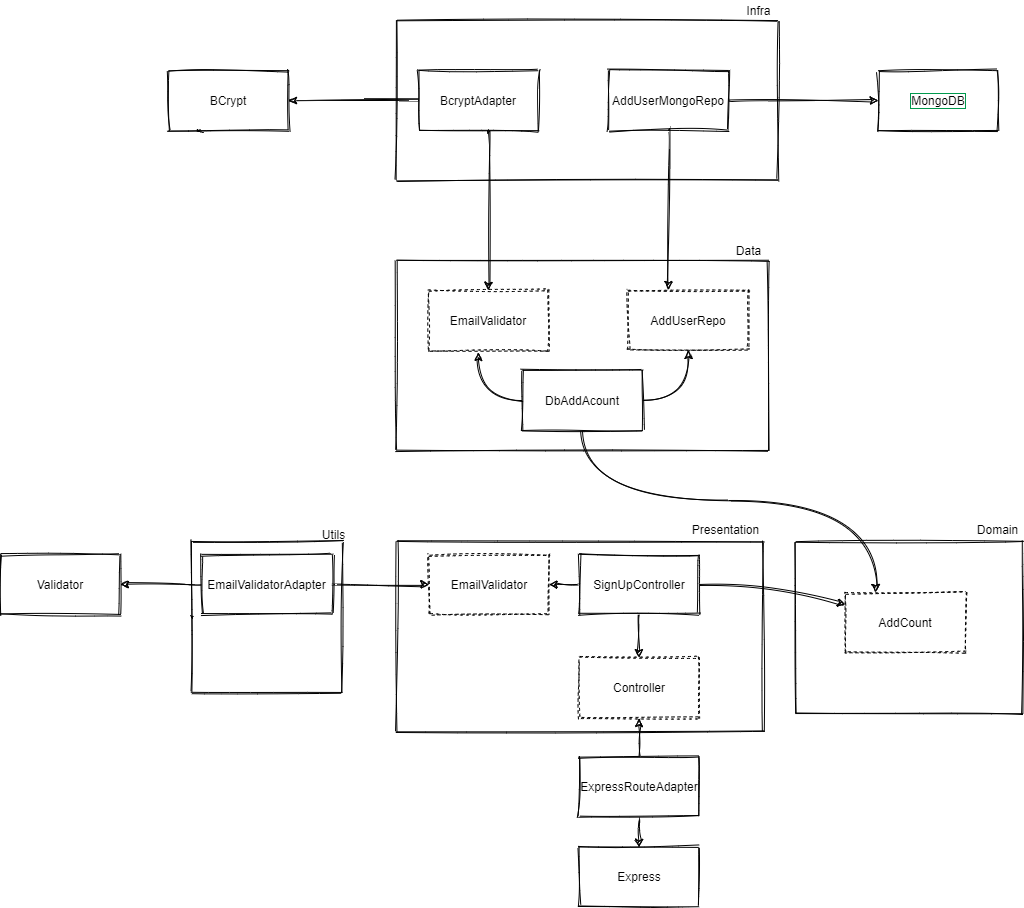 Infra
BCrypt
BcryptAdapter
AddUserMongoRepo
MongoDB
Data
EmailValidator
AddUserRepo
DbAddAcount
Utils
Presentation
Domain
Validator
EmailValidatorAdapter
EmailValidator
SignUpController
AddCount
Controller
ExpressRouteAdapter
Express